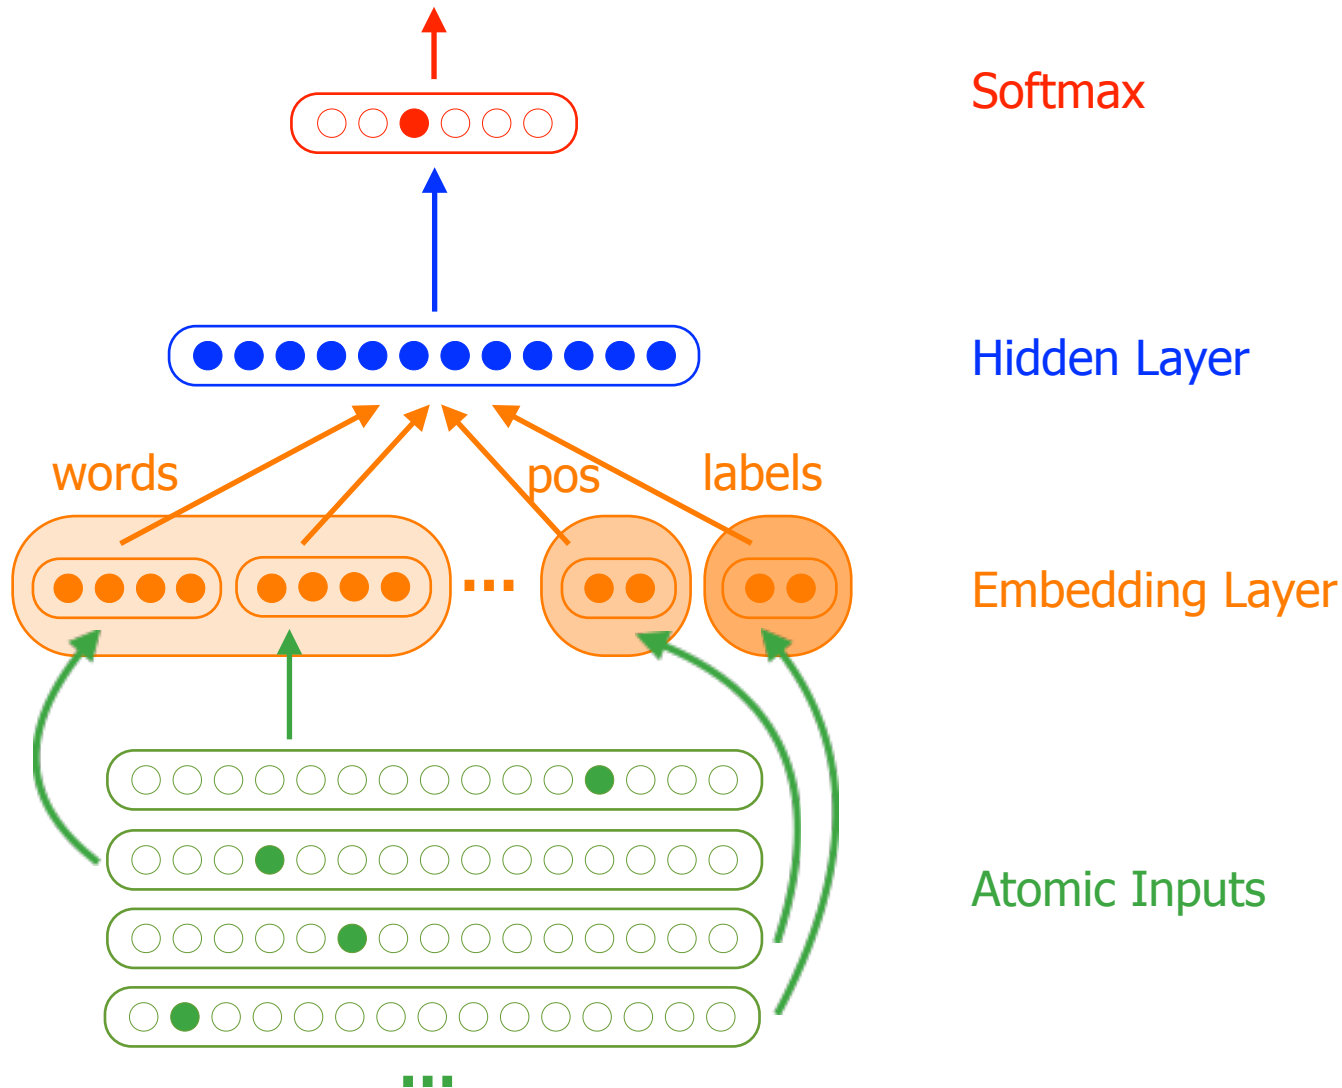 Softmax
Hidden Layer
words
pos
labels
...
Embedding Layer
Atomic Inputs
...